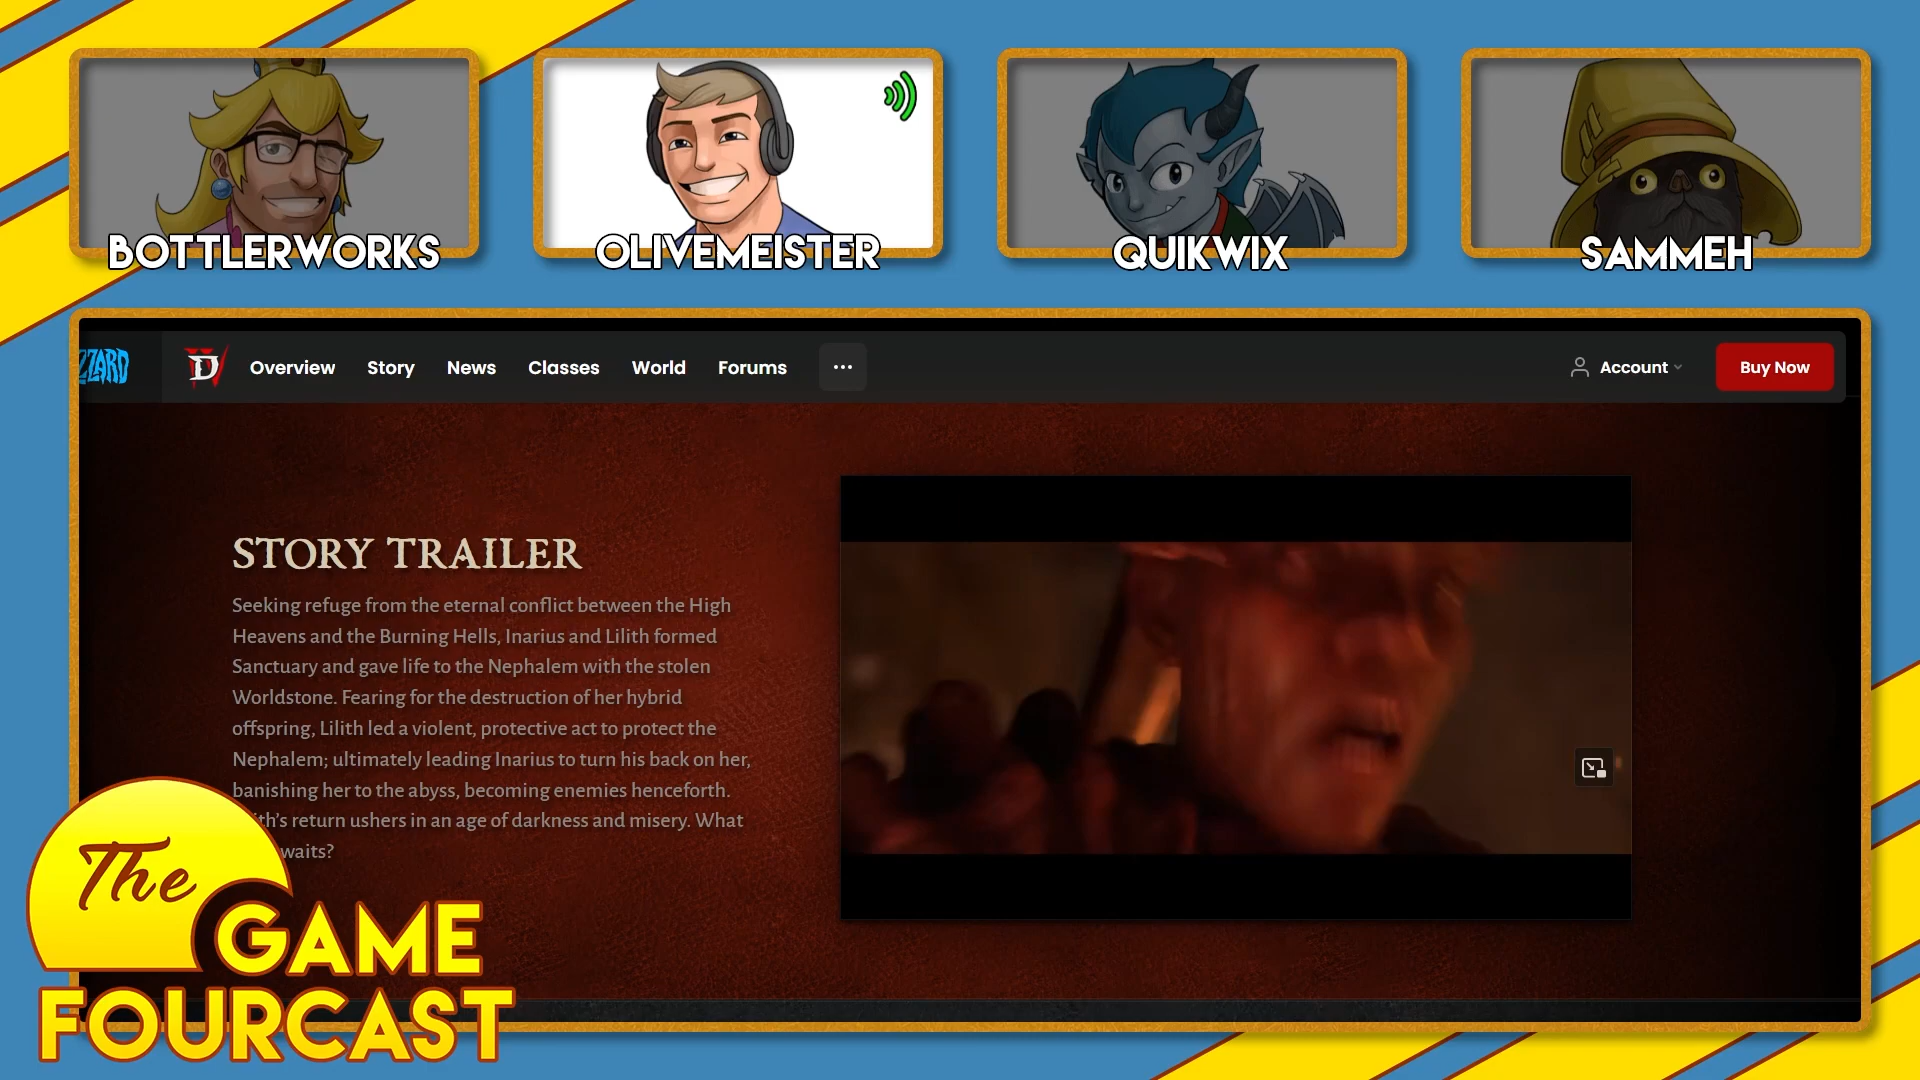 BOTTLERWORKS
OLIVEMEISTER
QUIKWIX
SAMMEH
ZZARD
D
Overview
Story
News
Classes
World
Forums
Account
Buy Now
STORY TRAILER
Seeking refuge from the eternal conflict between the High
Heavens and the Burning Hells, Inarius and Lilith formed
Sanctuary and gave life to the Nephalem with the stolen
Worldstone. Fearing for the destruction of her hybrid
offspring, Lilith led a violent, protective act to protect the
Nephalem; ultimately leading Inarius to turn his back on her,
banishing her to the abyss, becoming enemies henceforth.
ith's return ushers in an age of darkness and misery. What
waits?
The
GAME
FOURCAST